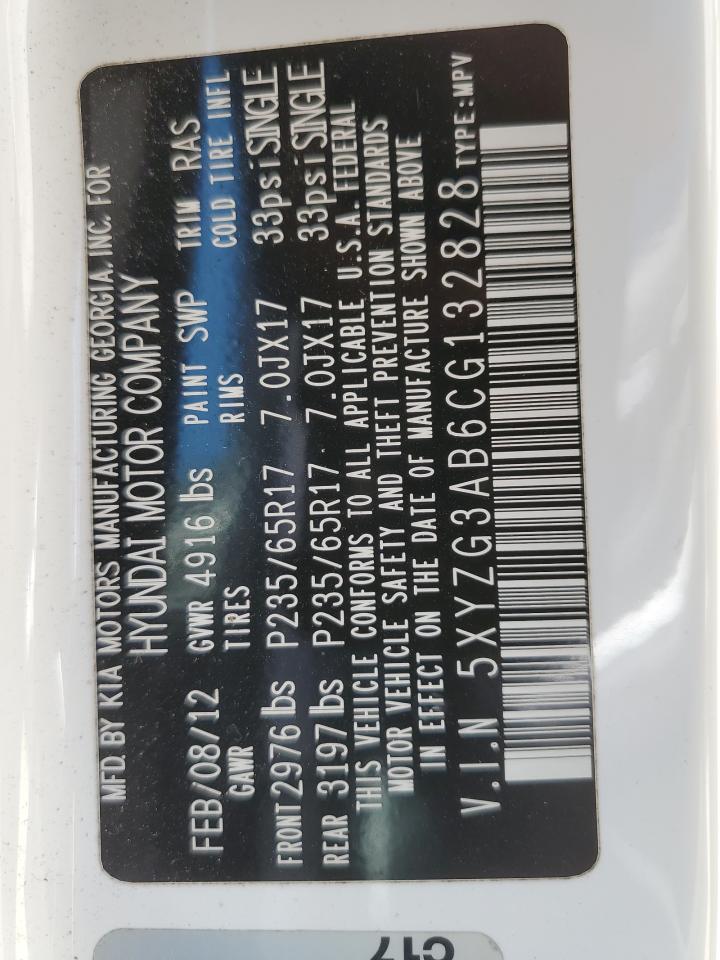 MFD. BY KIA MOTORS MANUFACTURING GEORGIA, INC. FOR
HYUNDAI MOTOR COMPANY
FEB/08/12 GVWR 4916 lbs PAINT SWP TRIM RAS
GAWR TIRES RIMS COLD TIRE INFL
FRONT 2976 lbs P235/65R17 7.0JX17 33psi SINGLE
REAR 3197 lbs P235/65R17 7.0JX17 33psi SINGLE
THIS VEHICLE CONFORMS TO ALL APPLICABLE U.S.A. FEDERAL
MOTOR VEHICLE SAFETY AND THEFT PREVENTION STANDARDS
IN EFFECT ON THE DATE OF MANUFACTURE SHOWN ABOVE
V.I.N 5XYZG3AB6CG132828 TYPE:MPV